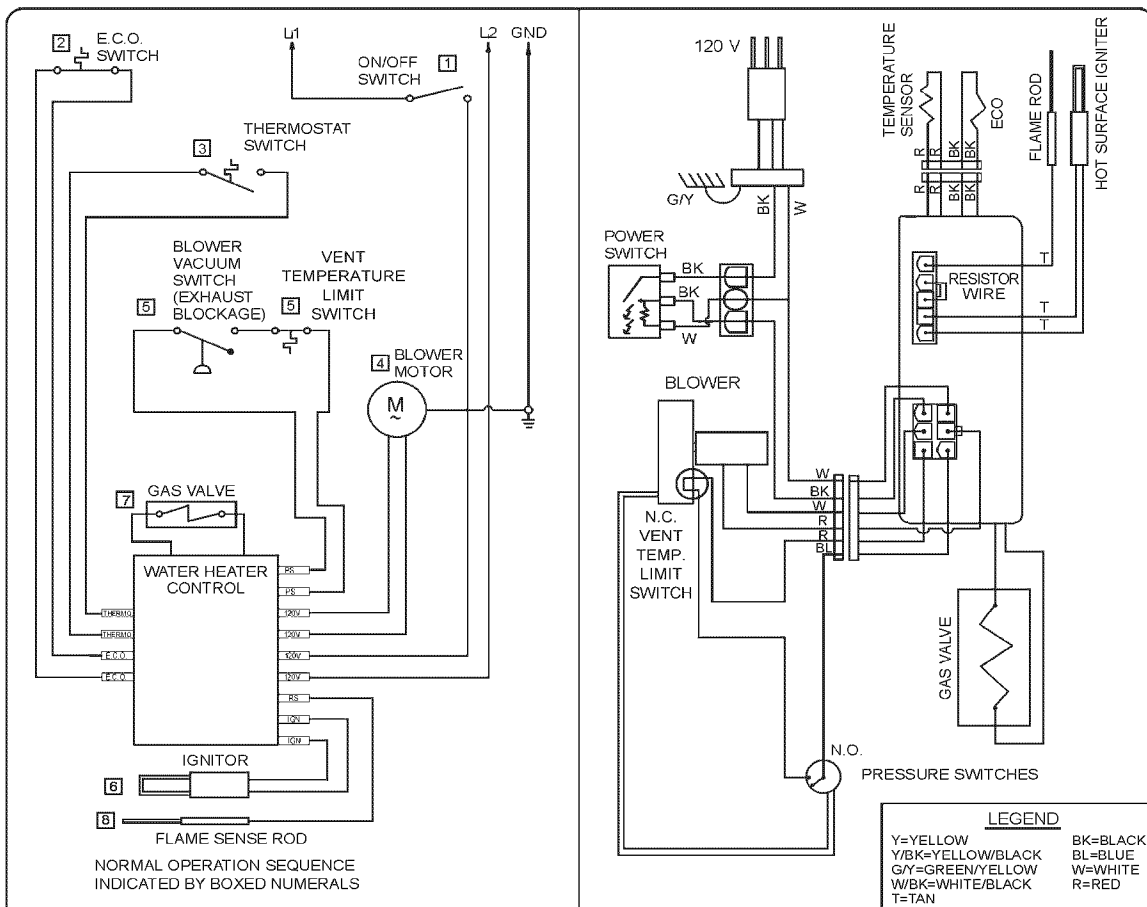 2
E.C.O.
SWITCH
L1
L2
GND
ON/OFF
SWITCH
1
THERMOSTAT
SWITCH
3
BLOWER
VACUUM
SWITCH
(EXHAUST
BLOCKAGE)
VENT
TEMPERATURE
LIMIT
SWITCH
5
5
4
BLOWER
MOTOR
M
~
7
GAS VALVE
WATER HEATER
CONTROL
PS
PS
THERMO.
120V
THERMO.
120V
E.C.O.
120V
E.C.O.
120V
RS
IGN
IGN
IGNITOR
6
8
FLAME SENSE ROD
NORMAL OPERATION SEQUENCE
INDICATED BY BOXED NUMERALS
120 V
G/Y
BK
W
POWER
SWITCH
BK
BK
W
TEMPERATURE
SENSOR
ECO
R
R
BK
BK
R
R
BK
BK
FLAME ROD
HOT SURFACE IGNITER
T
RESISTOR
WIRE
T
T
BLOWER
W
BK
W
R
R
BL
N.C.
VENT
TEMP.
LIMIT
SWITCH
GAS VALVE
N.O.
PRESSURE SWITCHES
LEGEND
Y=YELLOW BK=BLACK
Y/BK=YELLOW/BLACK BL=BLUE
G/Y=GREEN/YELLOW W=WHITE
W/BK=WHITE/BLACK R=RED
T=TAN